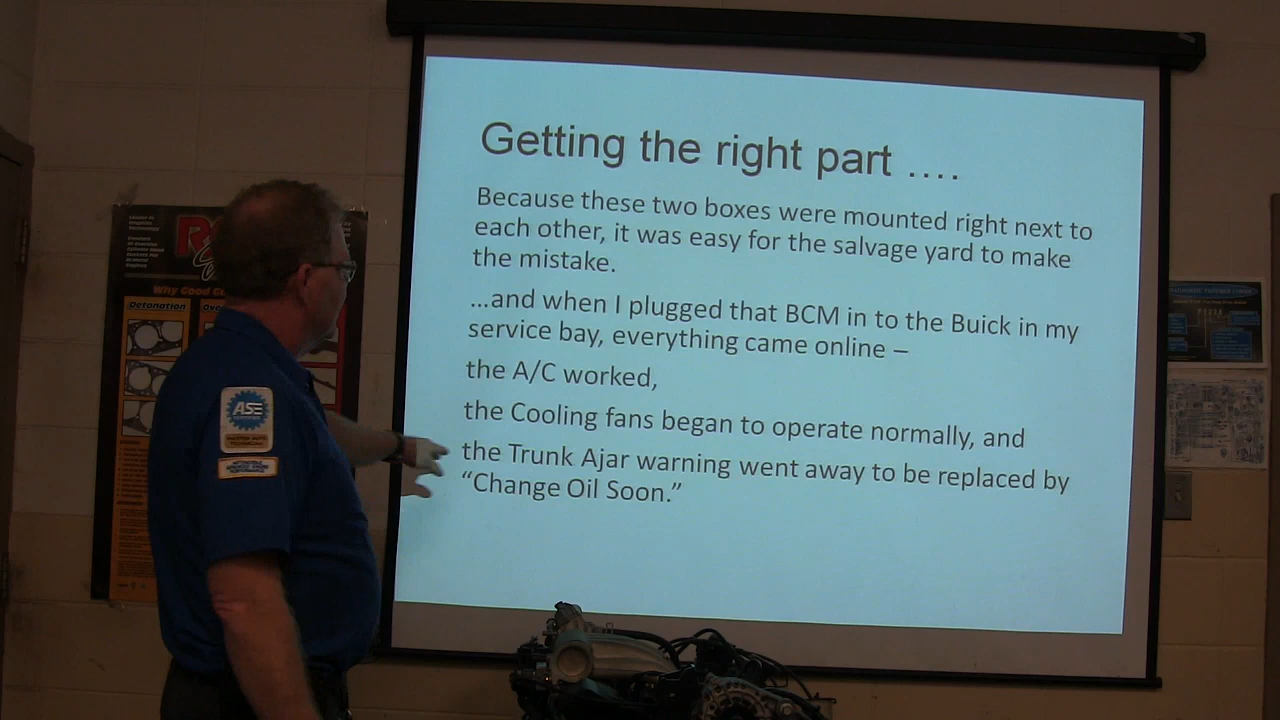 Getting the right part ....
Because these two boxes were mounted right next to
each other, it was easy for the salvage yard to make
the mistake.
...and when I plugged that BCM in to the Buick in my
service bay, everything came online –
the A/C worked,
the Cooling fans began to operate normally, and
the Trunk Ajar warning went away to be replaced by
“Change Oil Soon.”
Why Good
Detonation
ASE